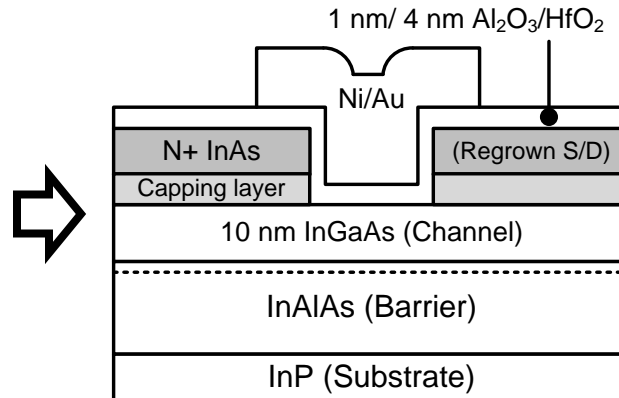 1 nm/ 4 nm Al₂O₃/HfO₂
Ni/Au
N+ InAs
(Regrown S/D)
Capping layer
10 nm InGaAs (Channel)
InAlAs (Barrier)
InP (Substrate)